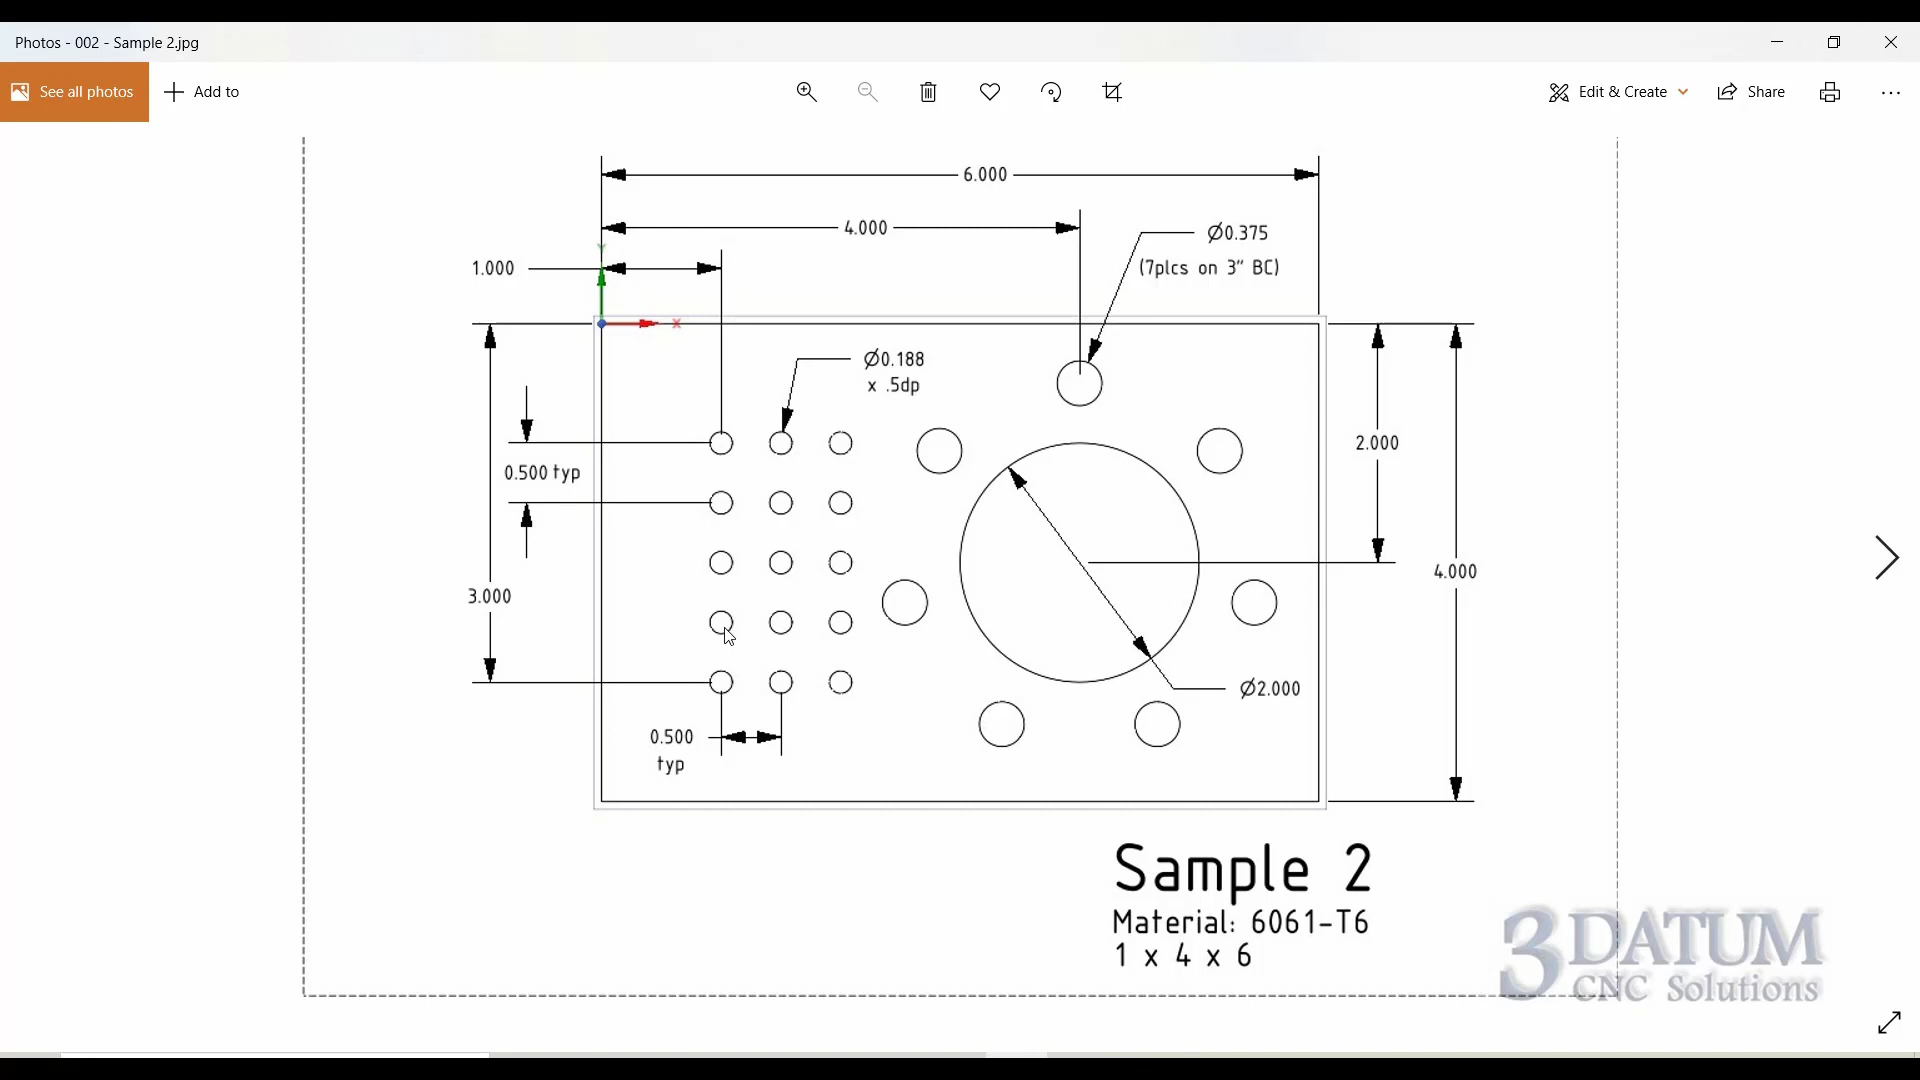 Photos - 002 - Sample 2.jpg
See all photos
Add to
Edit & Create
Share
6.000
4.000
Ø0.375
(7plcs on 3" BC)
1.000
Y
X
Ø0.188
x .5dp
2.000
0.500 typ
4.000
3.000
Ø2.000
0.500
typ
Sample 2
Material: 6061-T6
1 x 4 x 6
3 DATUM
CNC Solutions